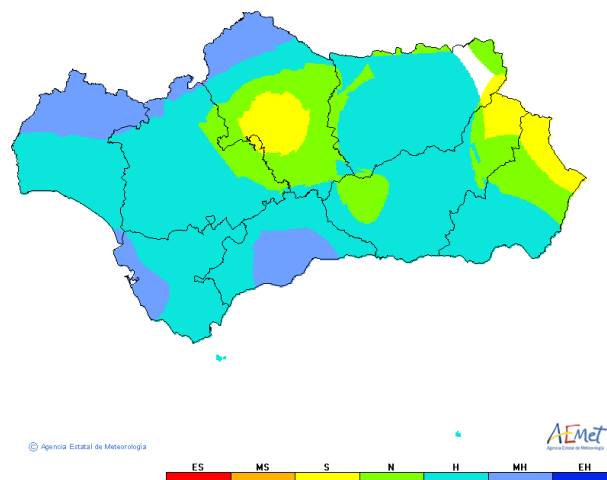 © Agencia Estatal de Meteorología
AEMet
Agencia Estatal de Meteorología
ES MS S N H MH EH